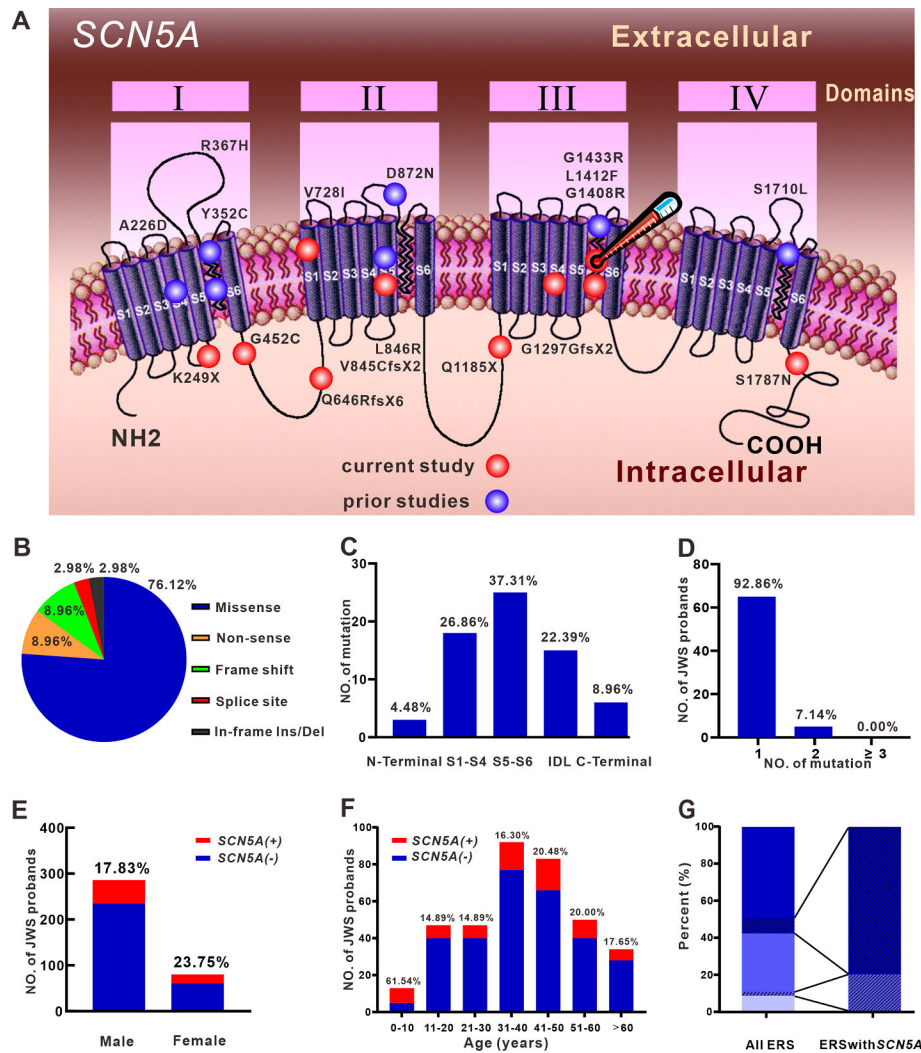 A
SCN5A
Extracellular
I
II
III
IV
Domains
R367H
A226D
Y352C
V728I
D872N
G1433R
L1412F
G1408R
S1710L
S1
S2
S3
S4
S5
S6
S1
S2
S3
S4
S5
S6
S1
S2
S3
S4
S5
S6
S1
S2
S3
S4
S5
S6
K249X
G452C
Q646RfsX6
L846R
V845CfsX2
Q1185X
G1297GfsX2
S1787N
NH2
COOH
Intracellular
current study
prior studies
B
2.98%
2.98%
76.12%
8.96%
8.96%
Missense
Non-sense
Frame shift
Splice site
In-frame Ins/Del
C
NO. of mutation
30
20
10
0
4.48%
26.86%
37.31%
22.39%
8.96%
N-Terminal S1-S4 S5-S6 IDL C-Terminal
D
NO. of JWS probands
80
60
40
20
0
92.86%
7.14%
0.00%
1 2 ≥ 3
NO. of mutation
E
NO. of JWS probands
400
300
200
100
0
SCN5A(+)
SCN5A(-)
17.83%
23.75%
Male Female
F
NO. of JWS probands
100
80
60
40
20
0
SCN5A(+)
SCN5A(-)
61.54%
14.89%
14.89%
16.30%
20.48%
20.00%
17.65%
0-10 11-20 21-30 31-40 41-50 51-60 >60
Age (years)
G
Percent (%)
100
80
60
40
20
0
All ERS ERSwithSCN5A